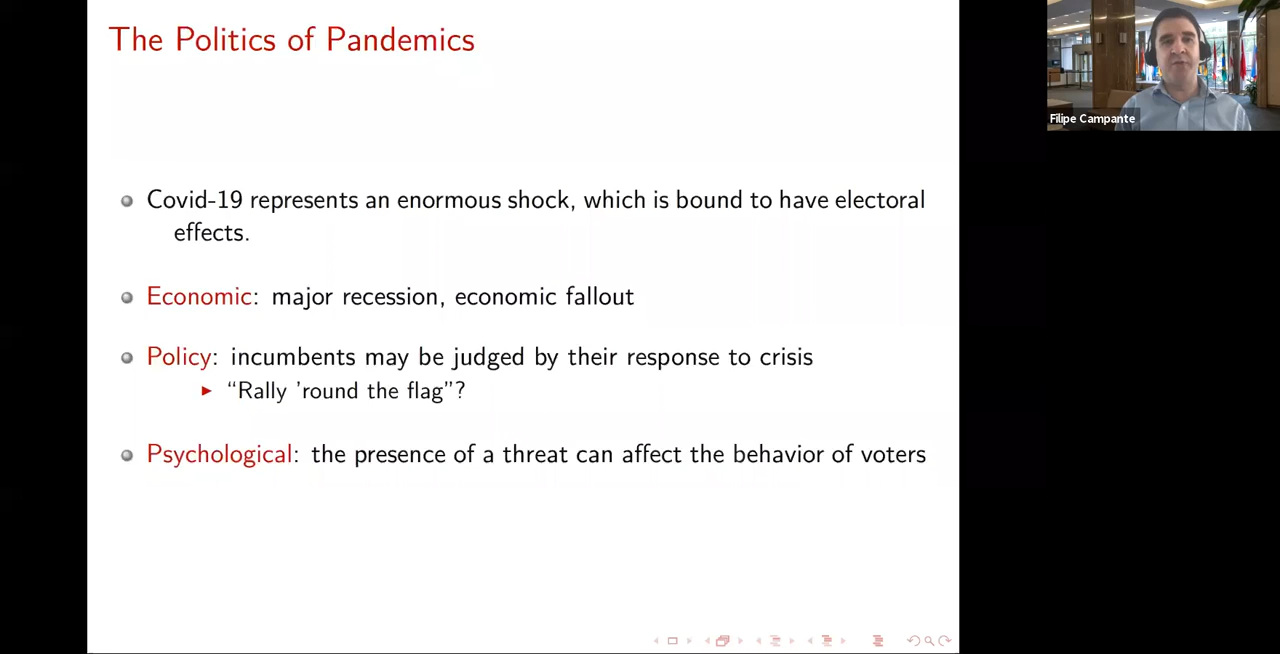 The Politics of Pandemics
Covid-19 represents an enormous shock, which is bound to have electoral
effects.
Economic: major recession, economic fallout
Policy: incumbents may be judged by their response to crisis
“Rally ’round the flag”?
Psychological: the presence of a threat can affect the behavior of voters
Filipe Campante